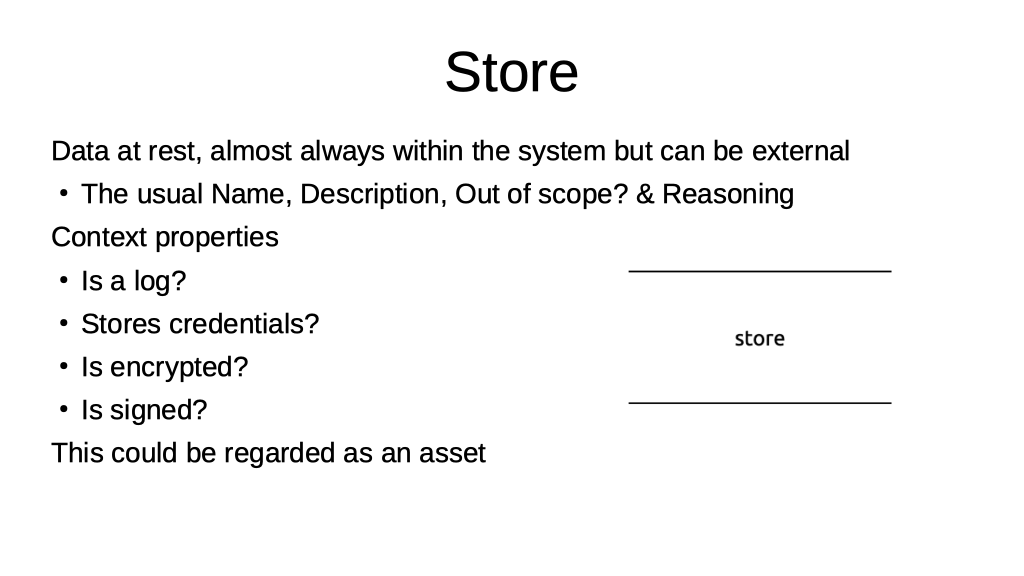 Store
Data at rest, almost always within the system but can be external
• The usual Name, Description, Out of scope? & Reasoning
Context properties
• Is a log?
• Stores credentials?
• Is encrypted?
• Is signed?
This could be regarded as an asset
store